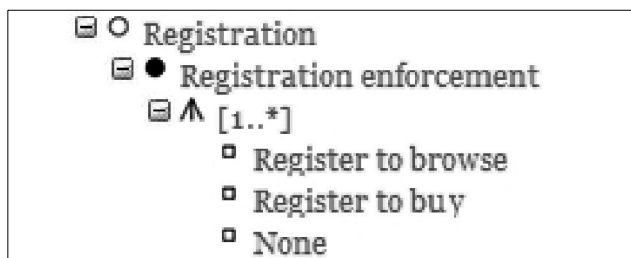 Registration
Registration enforcement
[1..*]
Register to browse
Register to buy
None